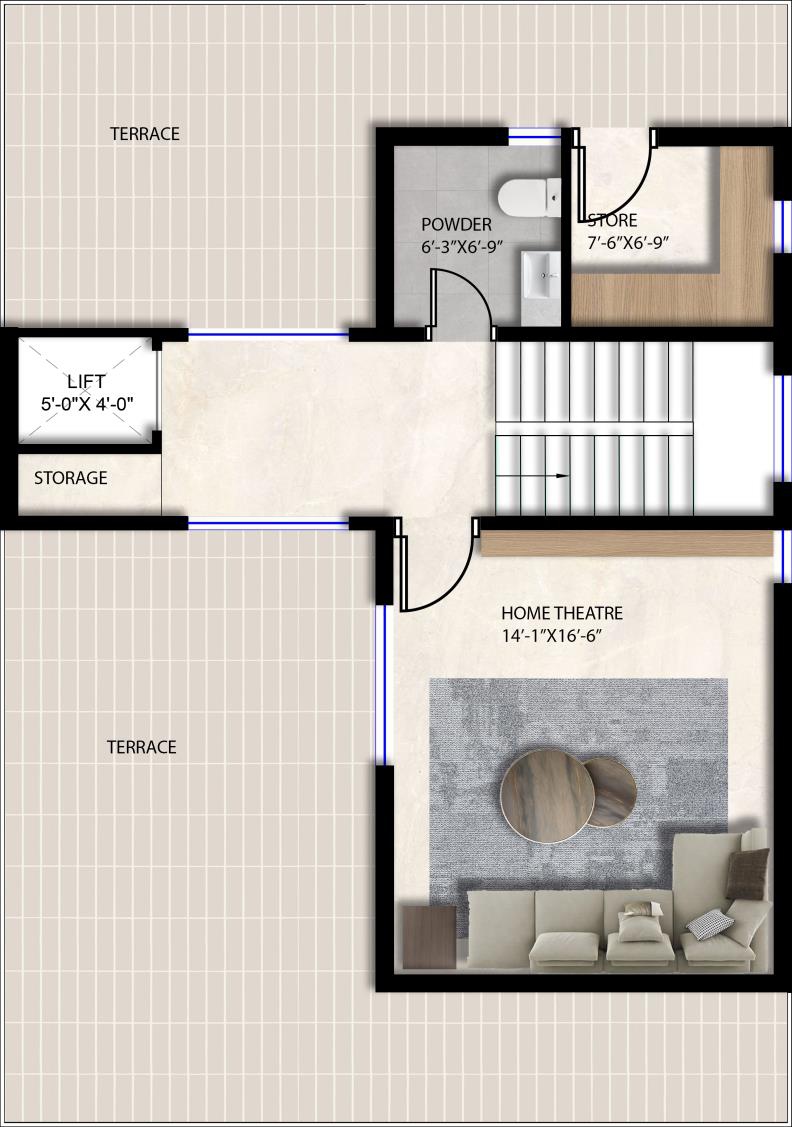 TERRACE
POWDER
6’-3”X6’-9”
STORE
7’-6”X6’-9”
LIFT
5'-0"X 4'-0"
STORAGE
HOME THEATRE
14’-1”X16’-6”
TERRACE